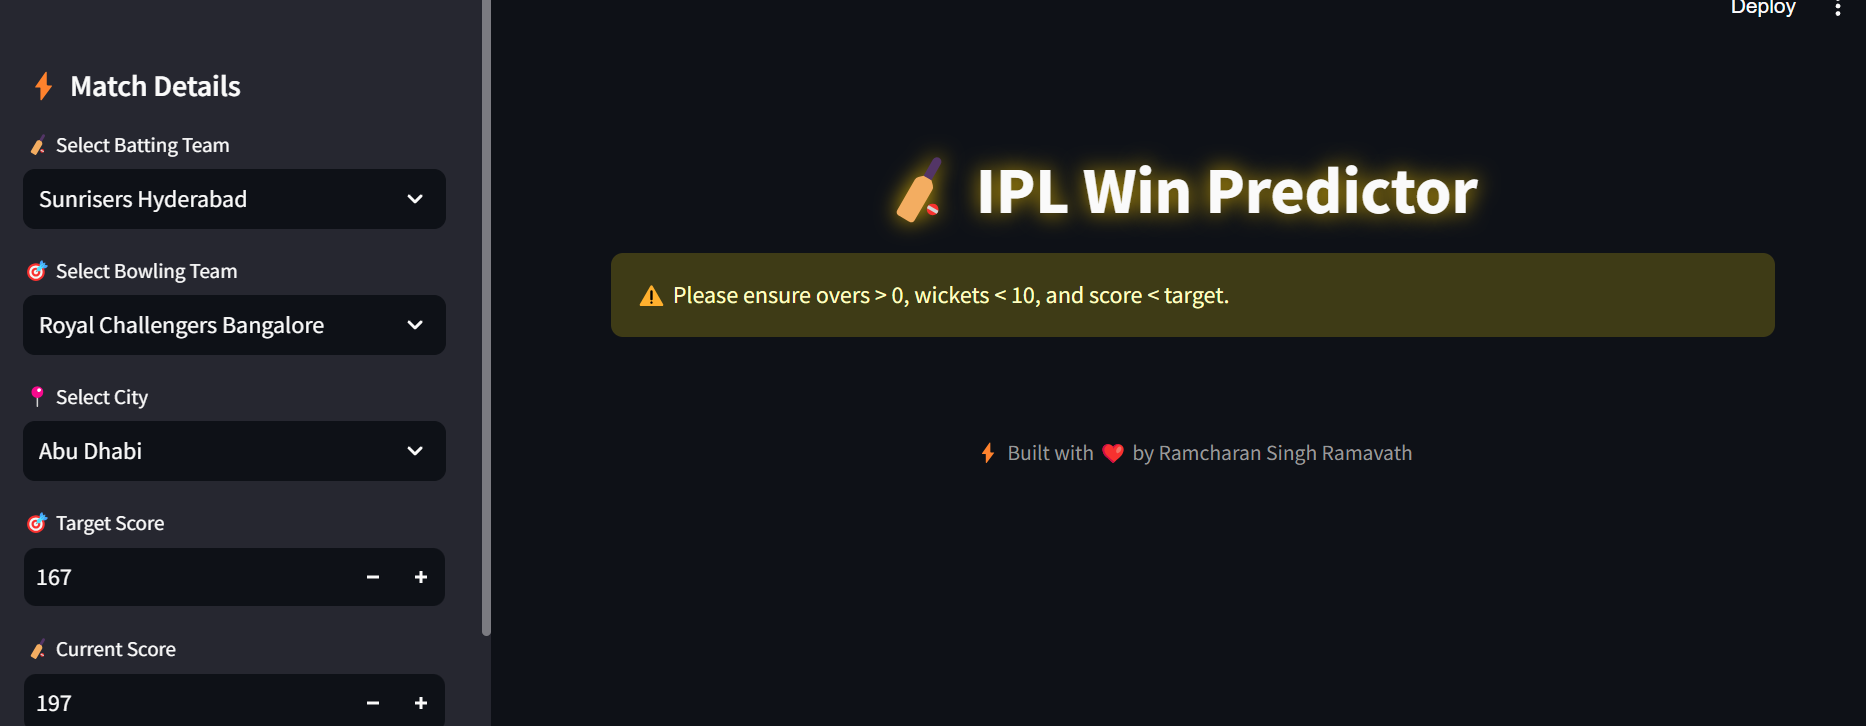 Deploy
Match Details
Select Batting Team
Sunrisers Hyderabad
Select Bowling Team
Royal Challengers Bangalore
Select City
Abu Dhabi
Target Score
167
Current Score
197
IPL Win Predictor
Please ensure overs > 0, wickets < 10, and score < target.
Built with ❤️ by Ramcharan Singh Ramavath